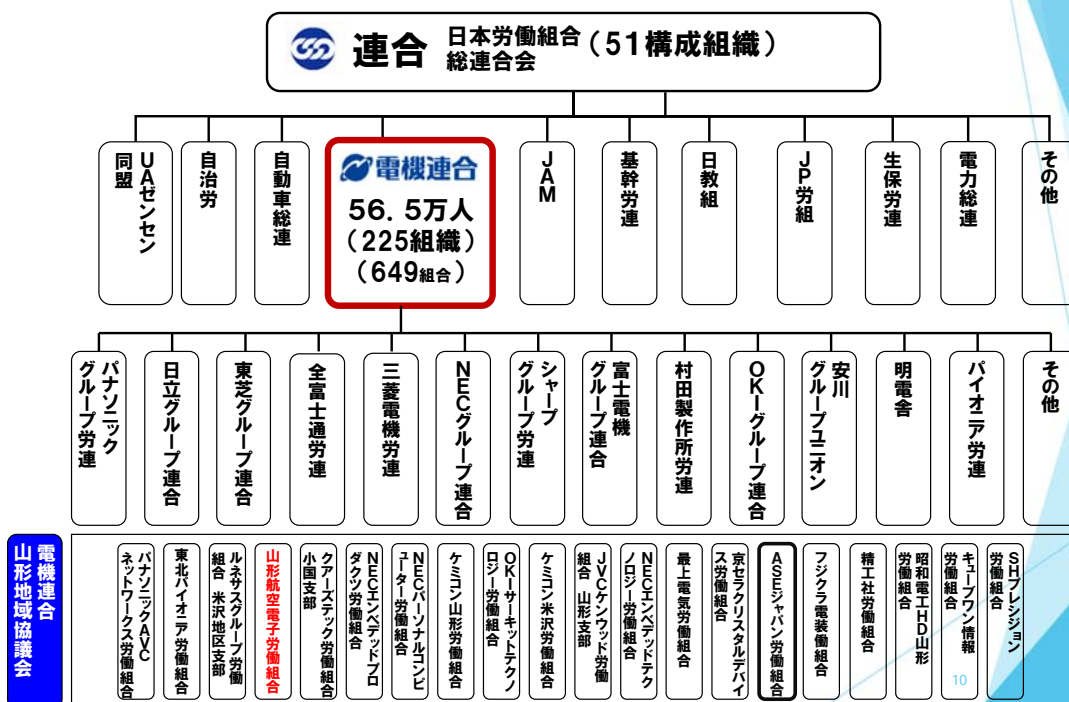 連合 日本労働組合 (51構成組織)
総連合会
UAゼンセン
同盟
自治労
自動車総連
電機連合
56.5万人
(225組織)
(649組合)
JAM
基幹労連
日教組
JP労組
生保労連
電力総連
その他
パナソニック
グループ労連
日立グループ連合
東芝グループ連合
全富士通労連
三菱電機労連
NECグループ連合
シャープ
グループ労連
富士電機
グループ連合
村田製作所労連
OKIグループ連合
安川
グループユニオン
明電舎
パイオニア労連
その他
電機連合
山形地域協議会
パナソニックAVC
ネットワークス労働組合
東北パイオニア労働組合
ルネサスグループ労働
組合 米沢地区支部
山形航空電子労働組合
クアーズテック労働組合
小国支部
NECエンベデッドプロ
ダクツ労働組合
NECパーソナルコンピ
ューター労働組合
ケミコン山形労働組合
OKIサーキットテクノ
ロジー労働組合
ケミコン米沢労働組合
JVCケンウッド労働
組合 山形支部
NECエンベデッドテク
ノロジー労働組合
最上電気労働組合
京セラクリスタルデバイ
ス労働組合
ASEジャパン労働組合
フジクラ電装労働組合
精工社労働組合
昭和電工HD山形
労働組合
キューブワン情報
労働組合
SHプレシジョン
労働組合
10